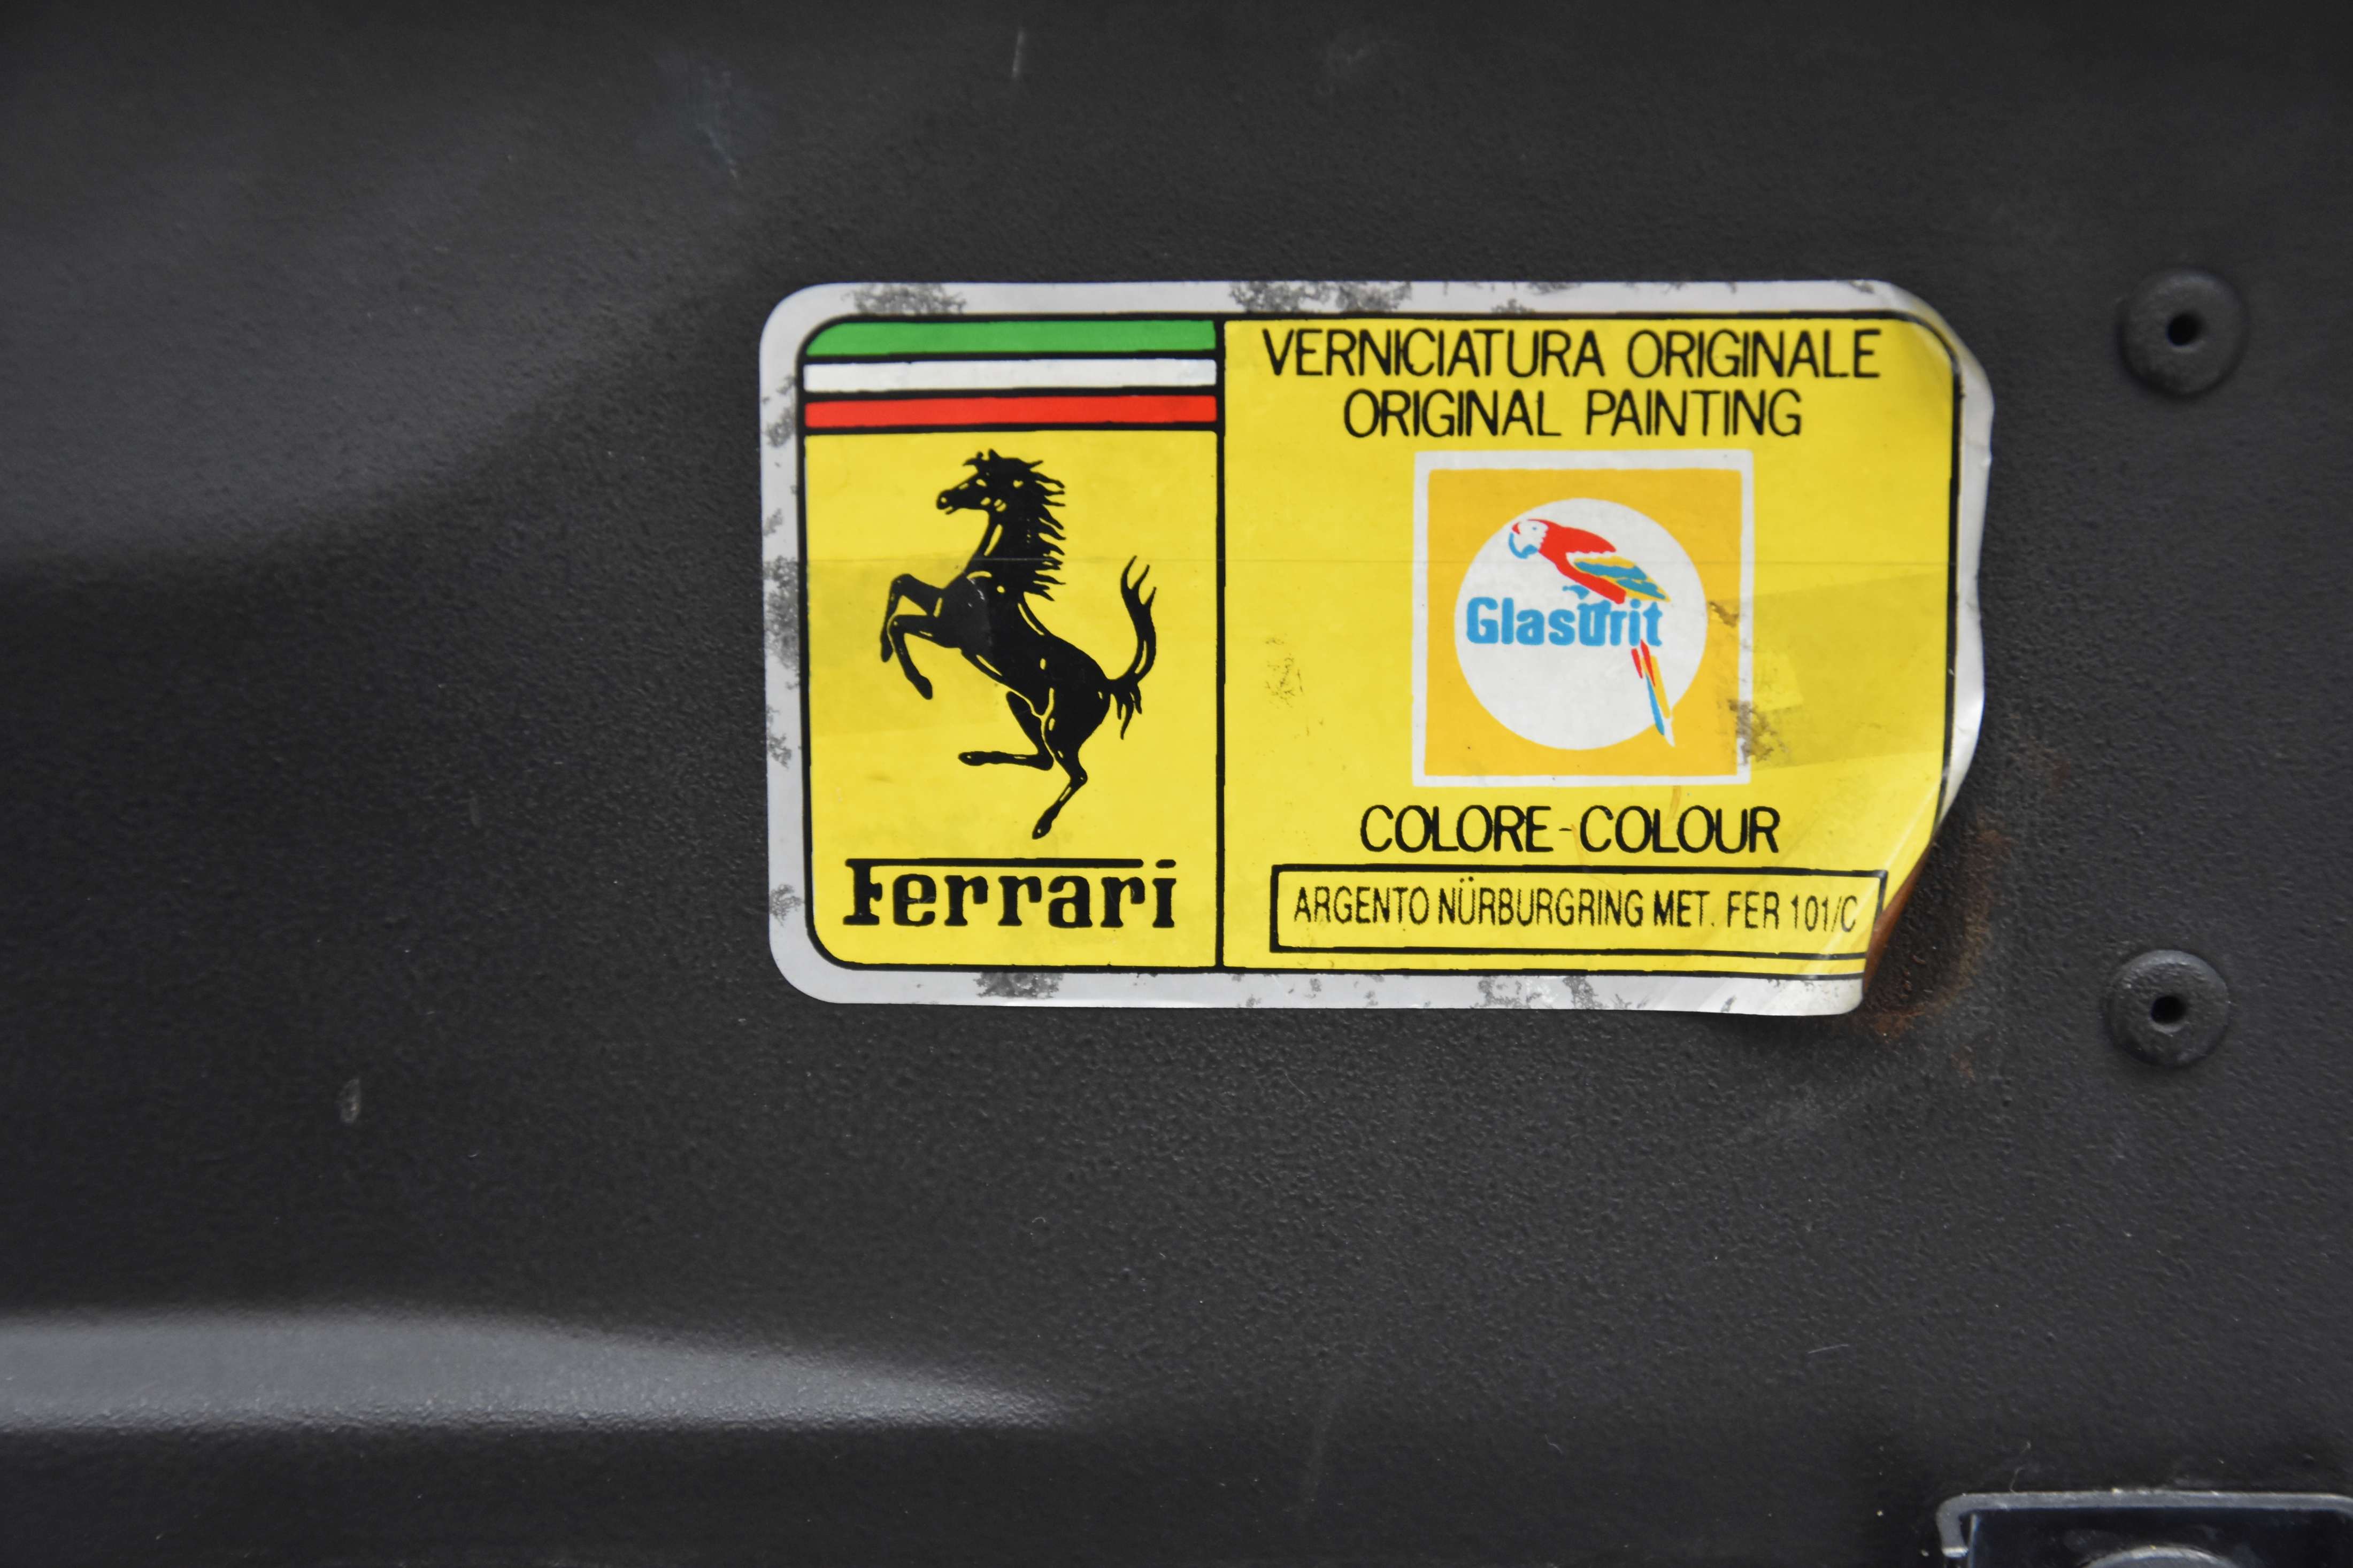 Ferrari
VERNICIATURA ORIGINALE
ORIGINAL PAINTING
Glasurit
COLORE-COLOUR
ARGENTO NÜRBURGRING MET. FER 101/C